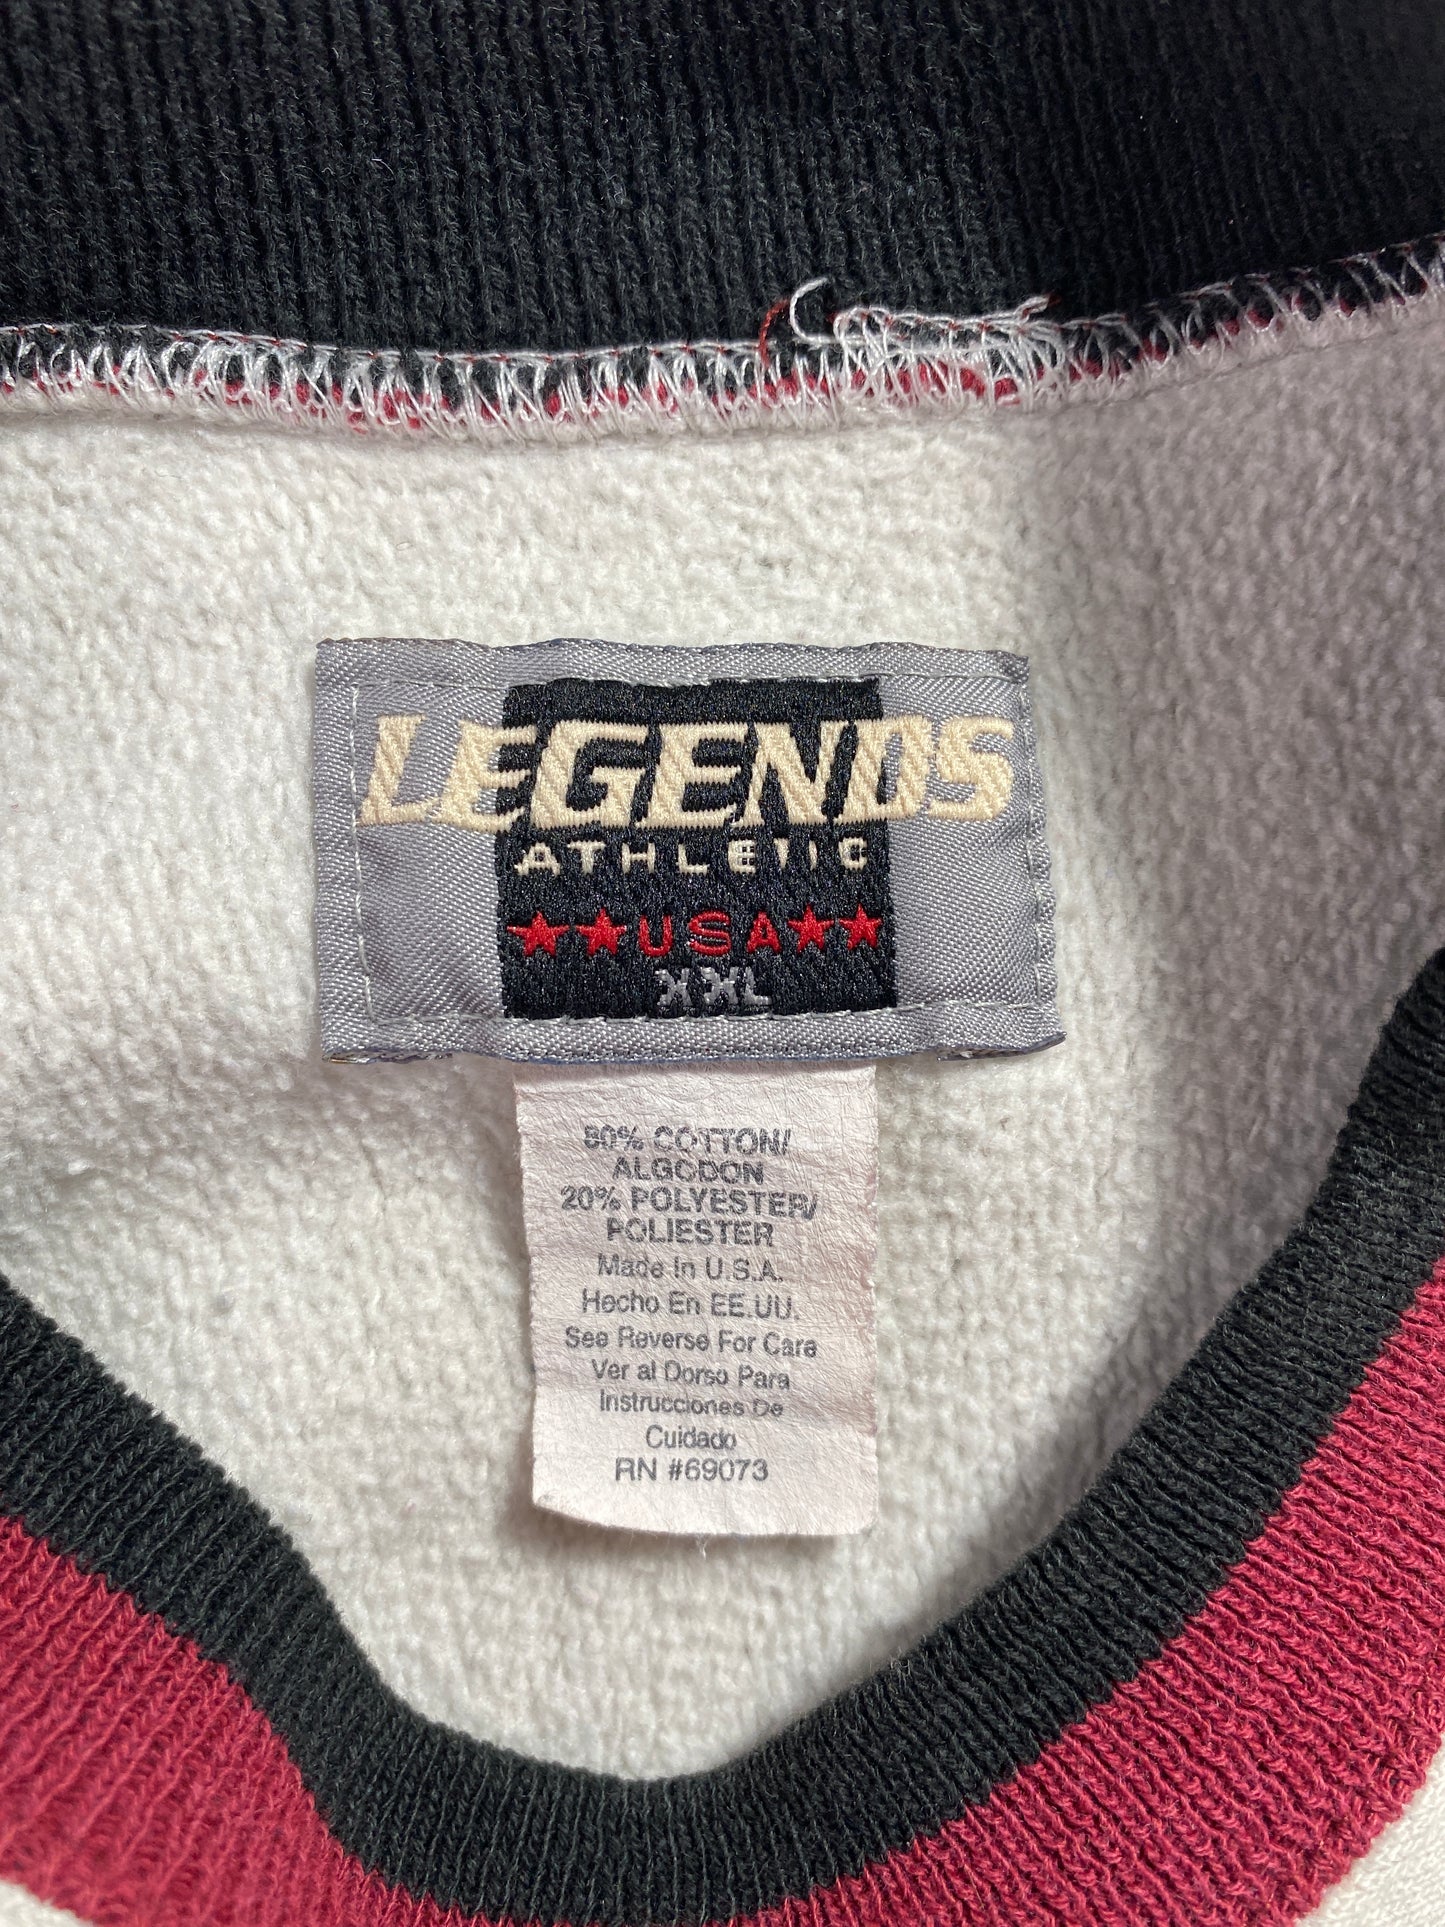 LEGENDS
ATHLETIC
★★USA★★
XXL
80% COTTON/
ALGODON
20% POLYESTER/
POLIESTER
Made In U.S.A.
Hecho En EE.UU.
See Reverse For Care
Ver al Dorso Para
Instrucciones De
Cuidado
RN #69073